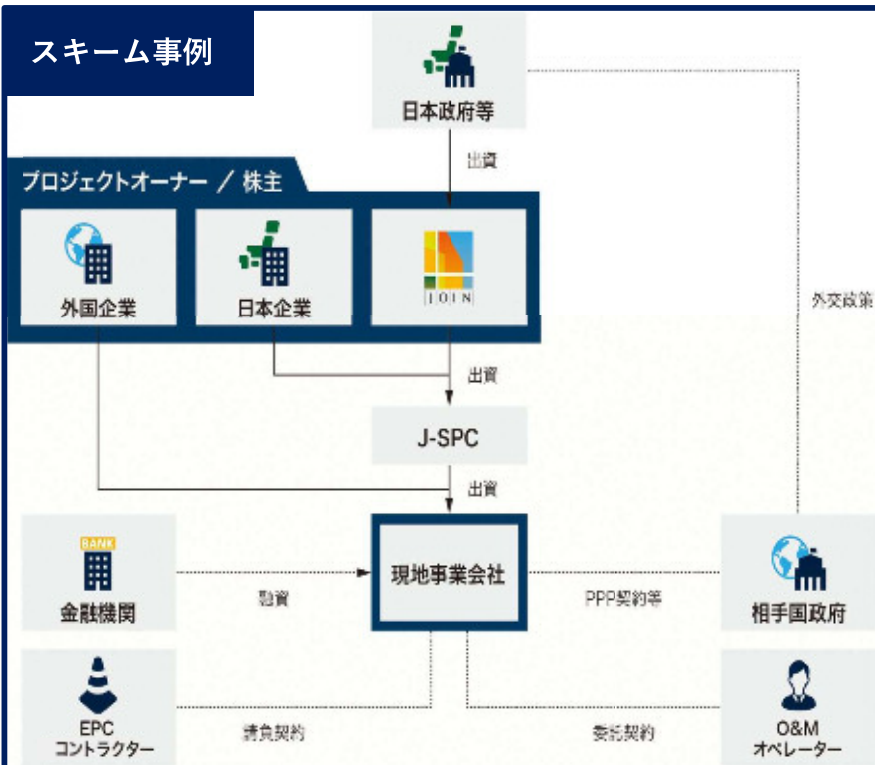 スキーム事例
日本政府等
出資
プロジェクトオーナー / 株主
外国企業
日本企業
JOIN
外交政策
出資
J-SPC
出資
BANK
金融機関
融資
現地事業会社
PPP契約等
相手国政府
EPC
コントラクター
請負契約
委託契約
O&M
オペレーター